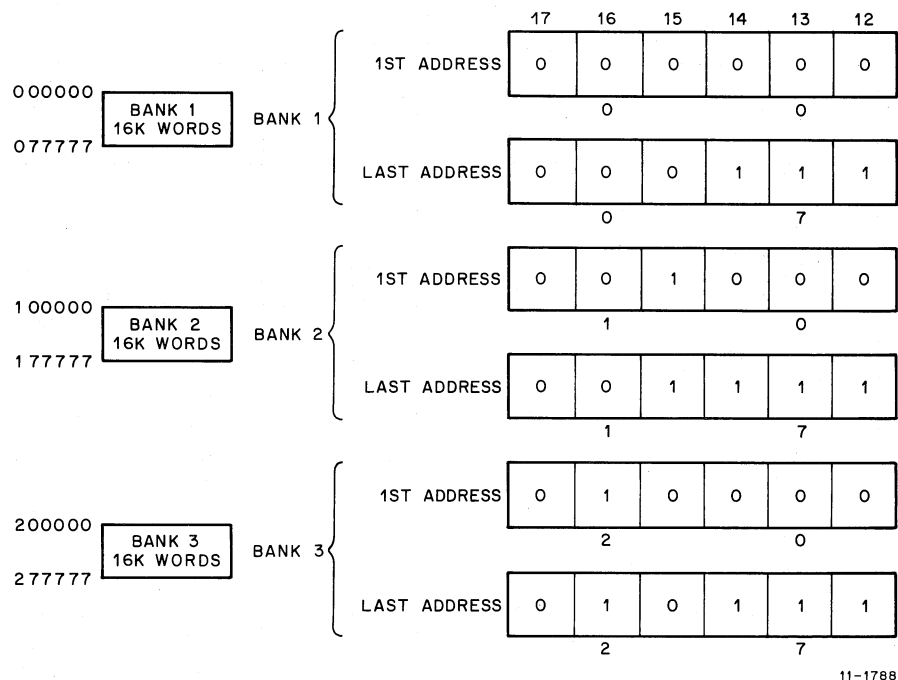 17 16 15 14 13 12
1ST ADDRESS 0 0 0 0 0 0
0 0
000000
BANK 1
16K WORDS
077777
BANK 1
LAST ADDRESS 0 0 0 1 1 1
0 7
1ST ADDRESS 0 0 1 0 0 0
1 0
100000
BANK 2
16K WORDS
177777
BANK 2
LAST ADDRESS 0 0 1 1 1 1
1 7
1ST ADDRESS 0 1 0 0 0 0
2 0
200000
BANK 3
16K WORDS
277777
BANK 3
LAST ADDRESS 0 1 0 1 1 1
2 7
11-1788